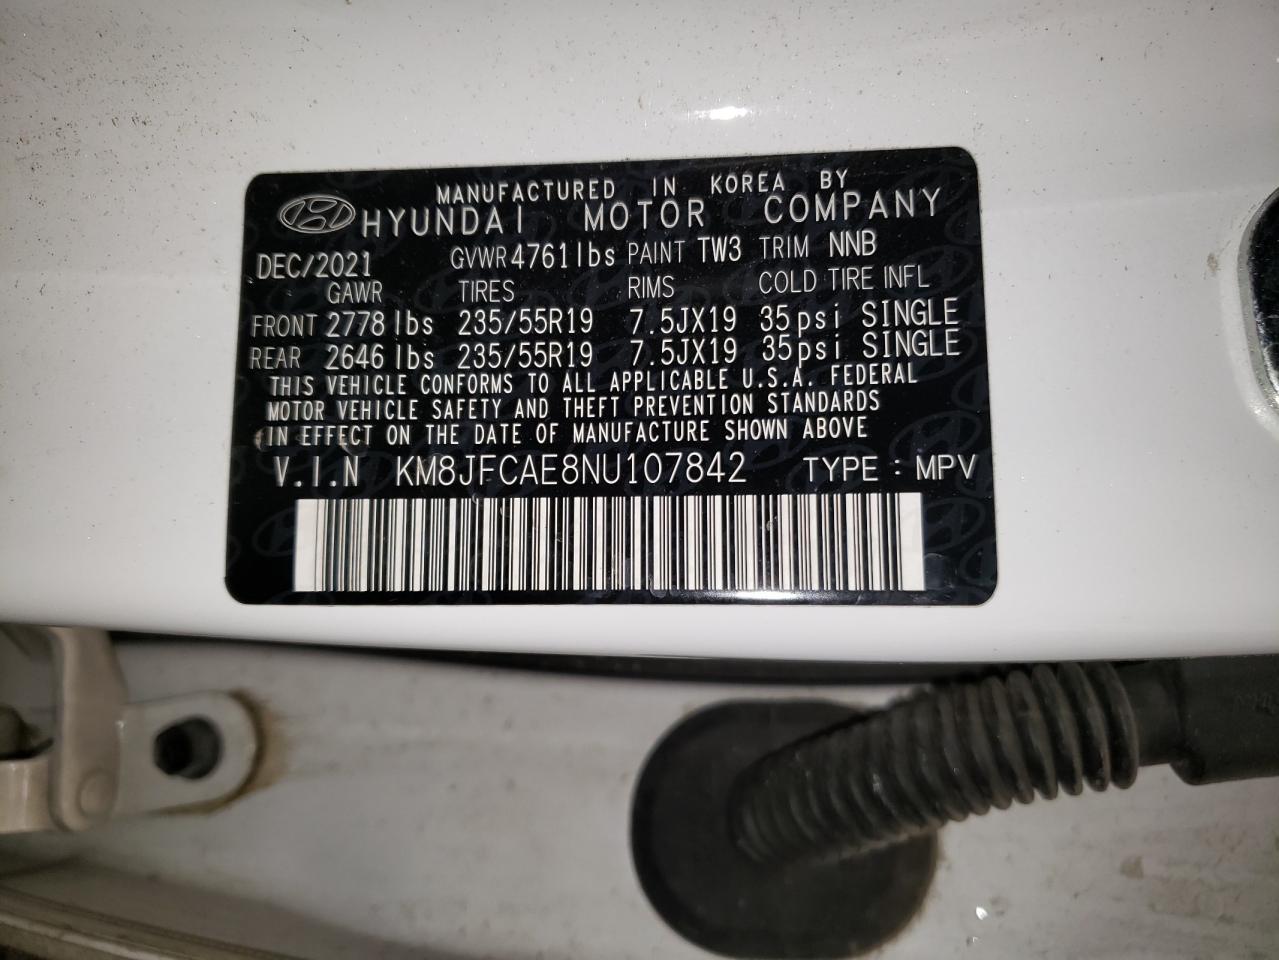 MANUFACTURED IN KOREA BY
HYUNDAI MOTOR COMPANY
DEC/2021 GVWR 4761lbs PAINT TW3 TRIM NNB
GAWR TIRES RIMS COLD TIRE INFL
FRONT 2778lbs 235/55R19 7.5JX19 35psi SINGLE
REAR 2646lbs 235/55R19 7.5JX19 35psi SINGLE
THIS VEHICLE CONFORMS TO ALL APPLICABLE U.S.A. FEDERAL
MOTOR VEHICLE SAFETY AND THEFT PREVENTION STANDARDS
IN EFFECT ON THE DATE OF MANUFACTURE SHOWN ABOVE
V.I.N KM8JFCAE8NU107842 TYPE : MPV